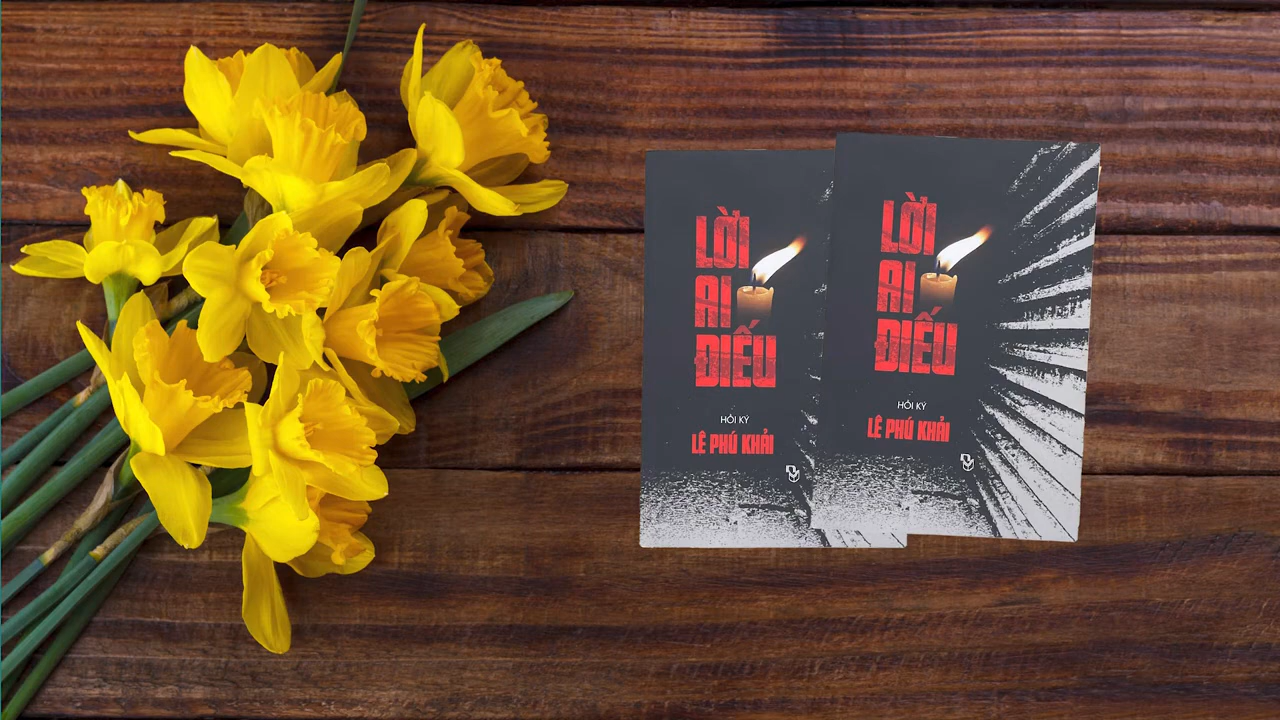 LỜI
AI
ĐIẾU
HỒI KÝ
LÊ PHÚ KHẢI
LỜI
AI
ĐIẾU
HỒI KÝ
LÊ PHÚ KHẢI